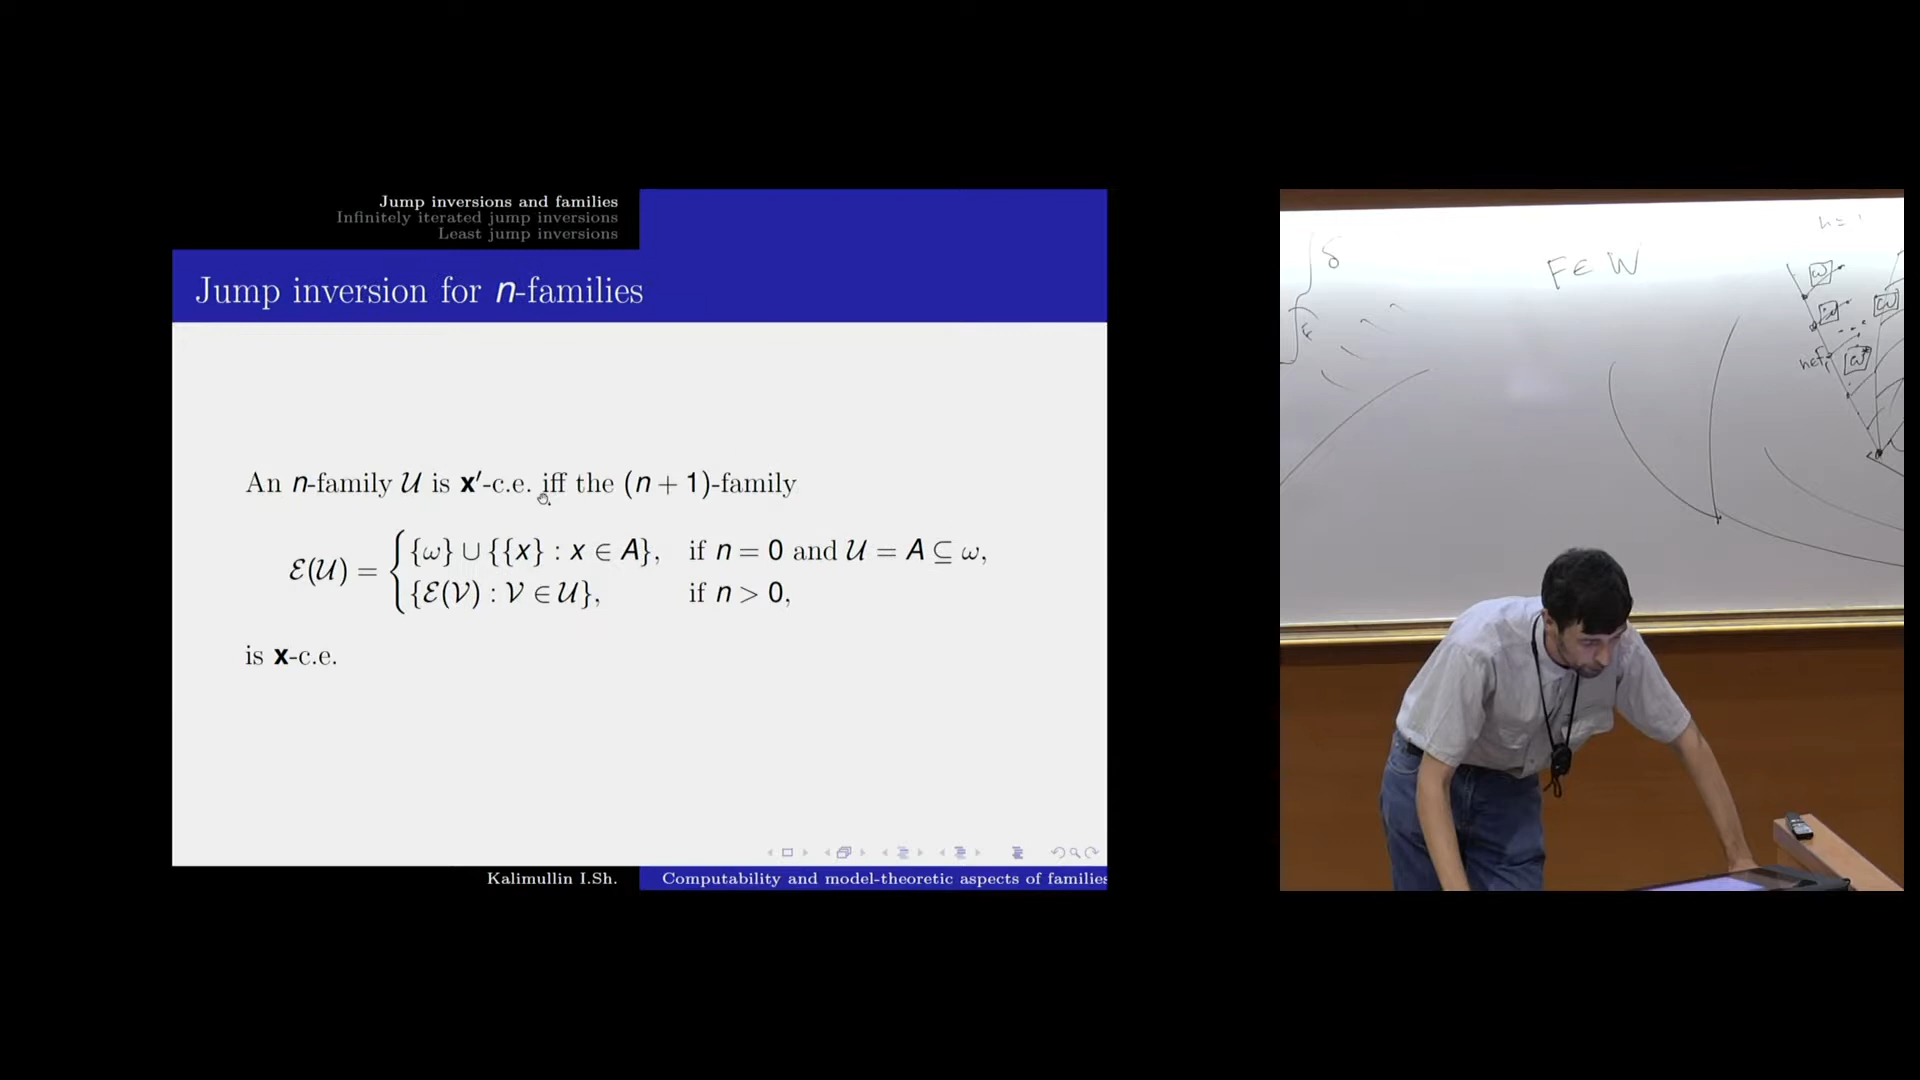 Jump inversions and families
Infinitely iterated jump inversions
Least jump inversions
Jump inversion for n-families
An n-family 𝒰 is x′-c.e. iff the (n + 1)-family
ℰ(𝒰) = { {ω} ∪ {{x} : x ∈ A}, if n = 0 and 𝒰 = A ⊆ ω,
{ℰ(𝒱) : 𝒱 ∈ 𝒰}, if n > 0,
is x-c.e.
Kalimullin I.Sh.
Computability and model-theoretic aspects of families
δ
F ∈ W
n =
ω
ω
ω